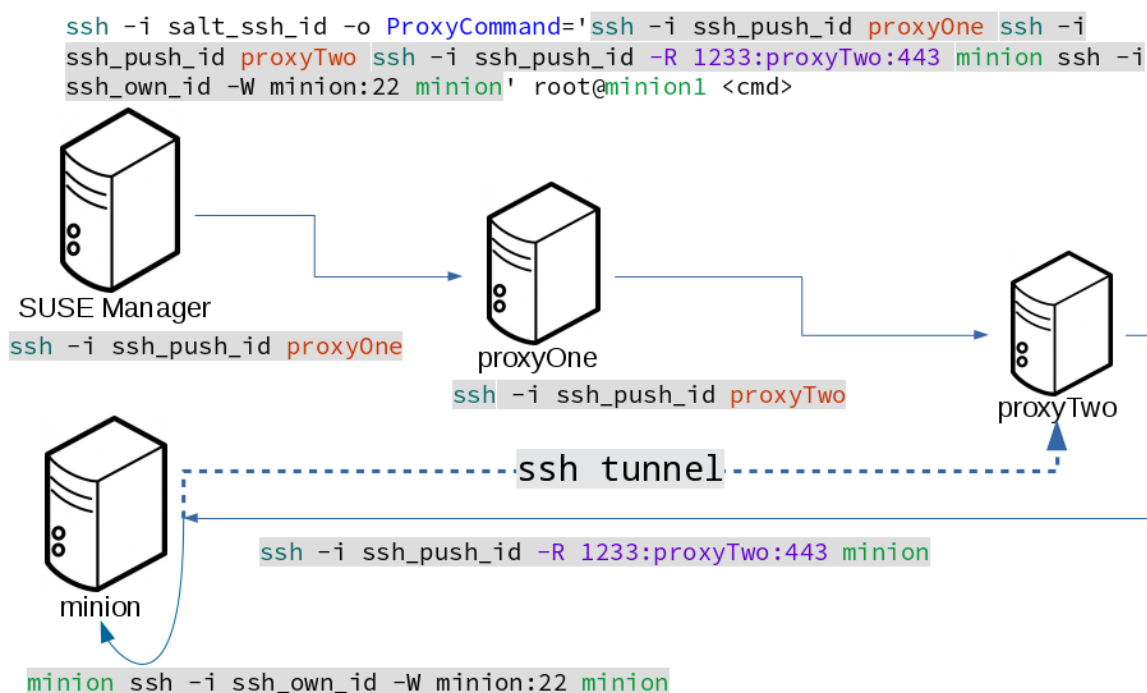 ssh -i salt_ssh_id -o ProxyCommand='ssh -i ssh_push_id proxyOne ssh -i
ssh_push_id proxyTwo ssh -i ssh_push_id -R 1233:proxyTwo:443 minion ssh -i
ssh_own_id -W minion:22 minion' root@minion1 <cmd>
SUSE Manager
ssh -i ssh_push_id proxyOne
proxyOne
ssh -i ssh_push_id proxyTwo
proxyTwo
ssh tunnel
ssh -i ssh_push_id -R 1233:proxyTwo:443 minion
minion
minion ssh -i ssh_own_id -W minion:22 minion